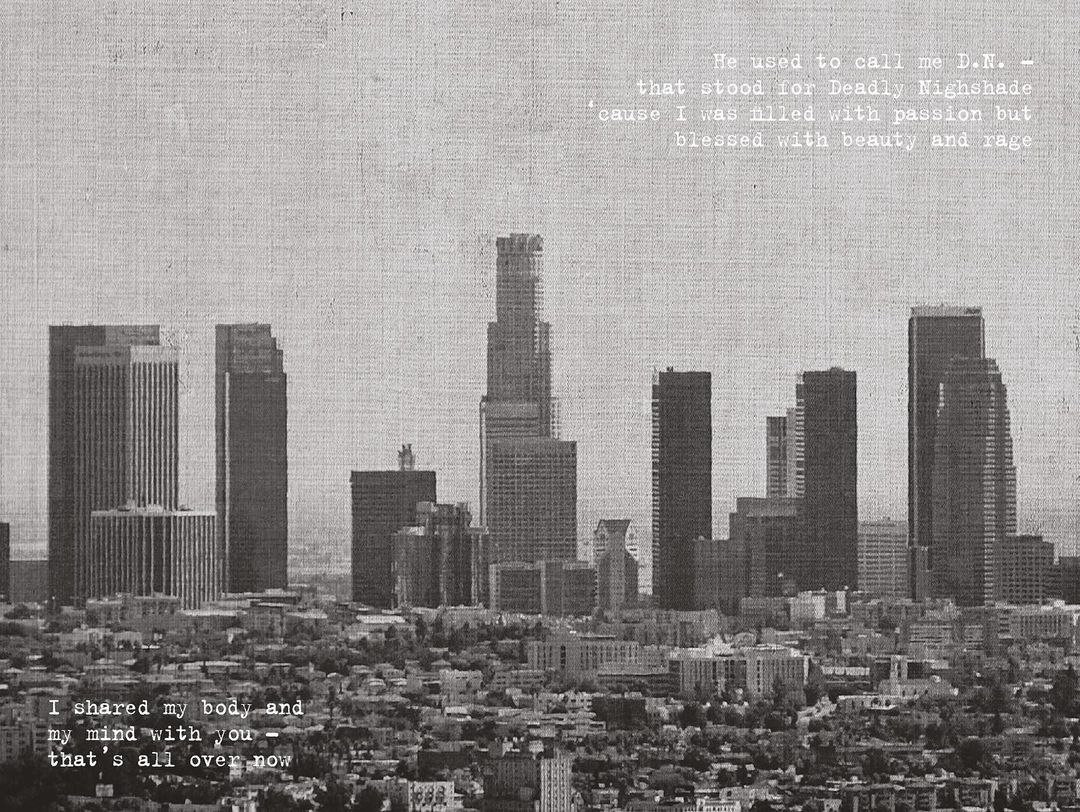 He used to call me D.N. —
that stood for Deadly Nighshade
'cause I was filled with passion but
blessed with beauty and rage
I shared my body and
my mind with you —
that's all over now